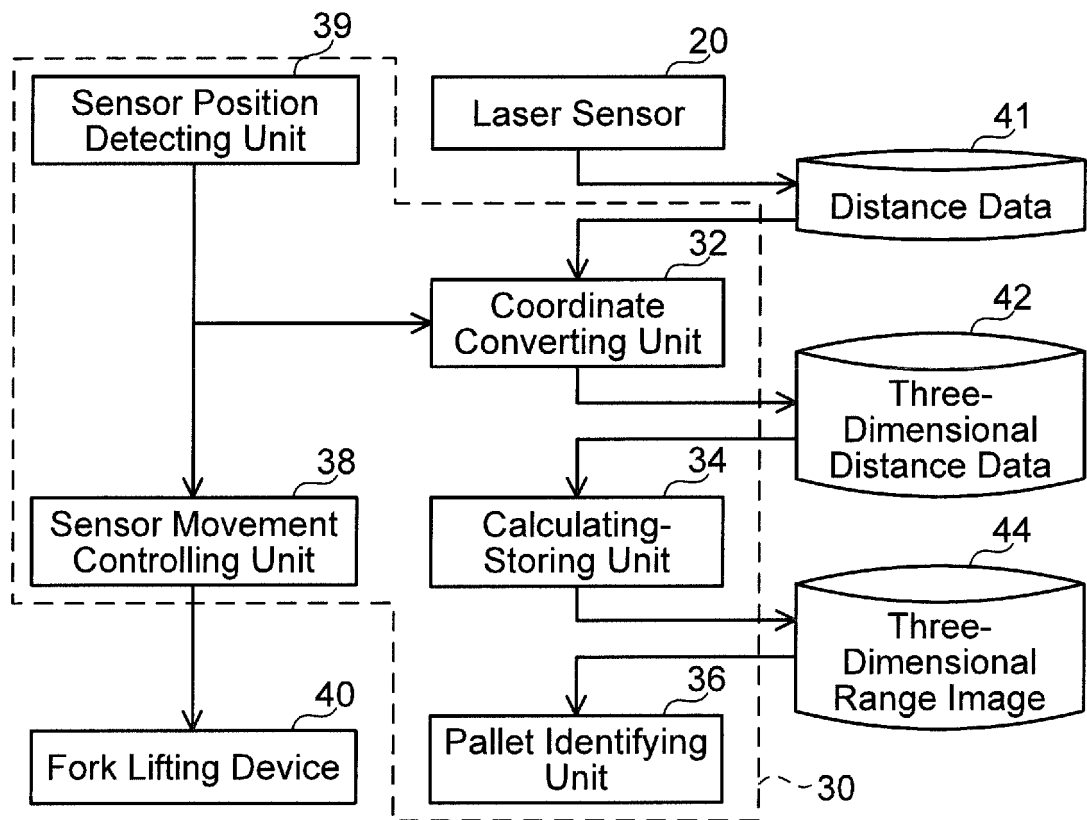 39
Sensor Position
Detecting Unit
20
Laser Sensor
41
Distance Data
32
Coordinate
Converting Unit
42
Three-
Dimensional
Distance Data
38
Sensor Movement
Controlling Unit
34
Calculating-
Storing Unit
44
Three-
Dimensional
Range Image
40
Fork Lifting Device
36
Pallet Identifying
Unit
30